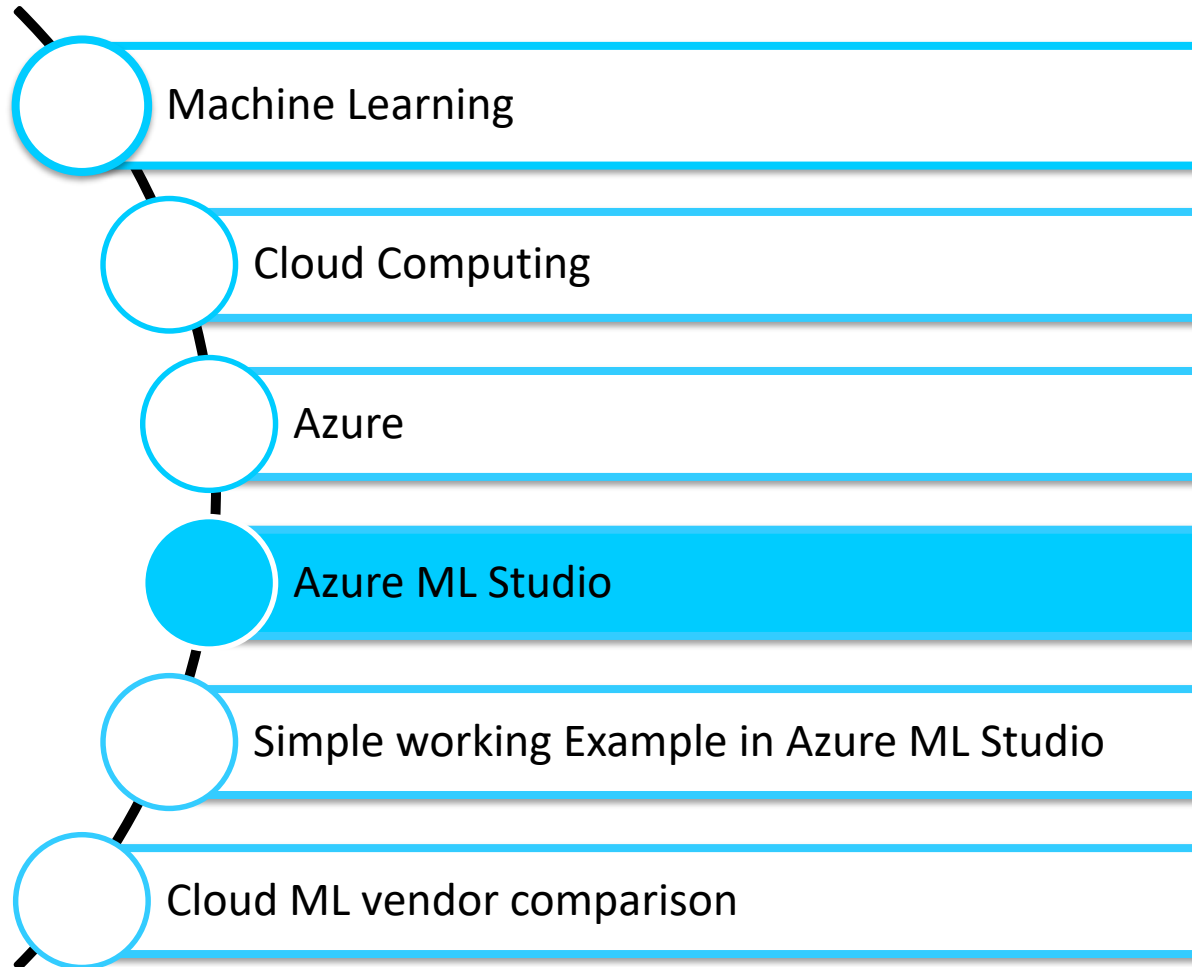 Machine Learning
Cloud Computing
Azure
Azure ML Studio
Simple working Example in Azure ML Studio
Cloud ML vendor comparison